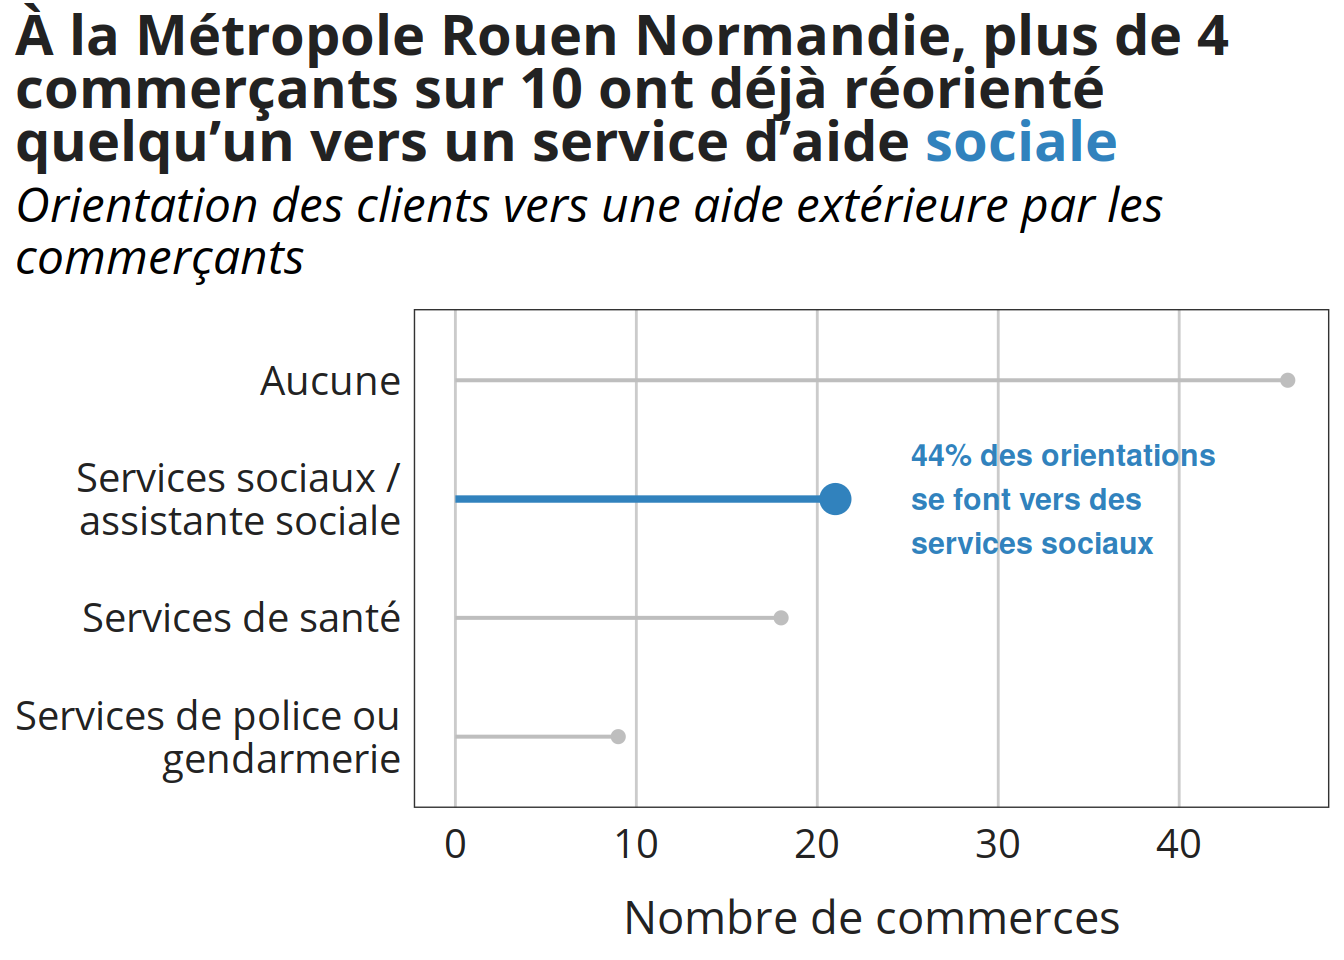 À la Métropole Rouen Normandie, plus de 4
commerçants sur 10 ont déjà réorienté
quelqu’un vers un service d’aide sociale
Orientation des clients vers une aide extérieure par les
commerçants
Aucune
Services sociaux /
assistante sociale
44% des orientations
se font vers des
services sociaux
Services de santé
Services de police ou
gendarmerie
0 10 20 30 40
Nombre de commerces